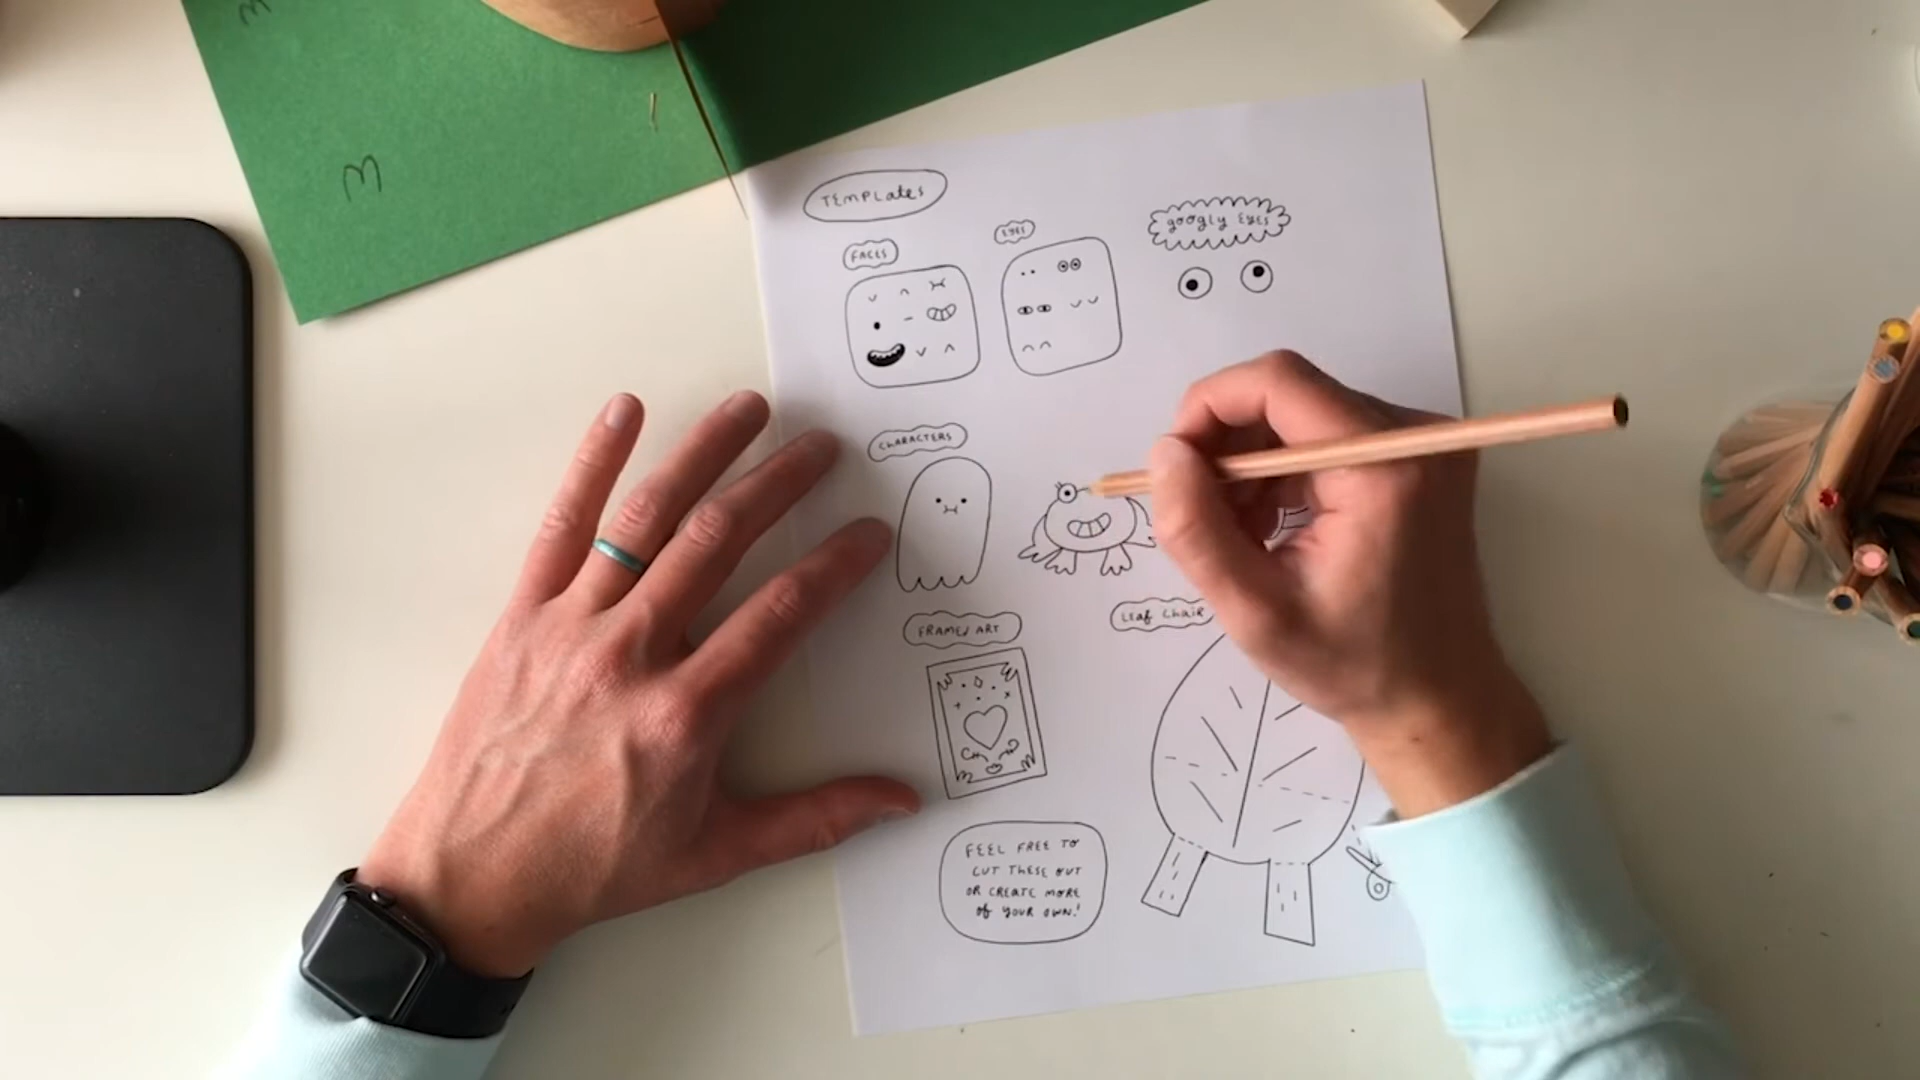 m
m
TEMPLates
FACES
EYES
googly EyEs
CHARACTERS
FRAMEs ART
LEaf CHAiR
FEEL FREE TO
CUT THESE OUT
OR CREATE MORE
of YOUR OWN!